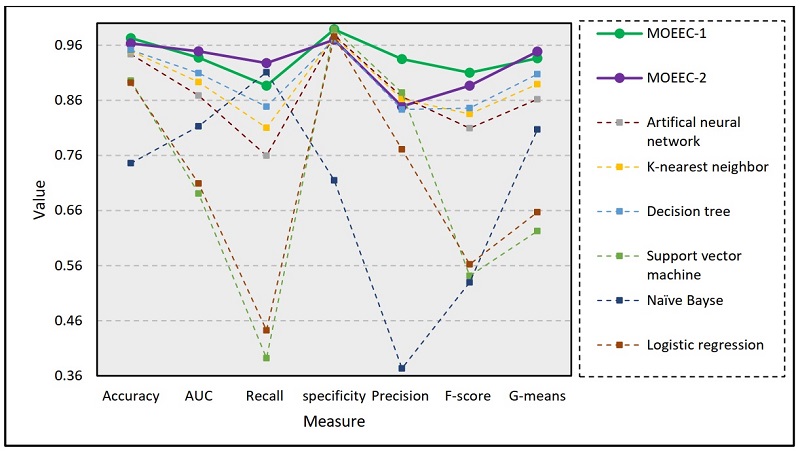 0.96
0.86
0.76
0.66
0.56
0.46
0.36
Value
Accuracy AUC Recall specificity Precision F-score G-means
Measure
MOEEC-1
MOEEC-2
Artifical neural
network
K-nearest neighbor
Decision tree
Support vector
machine
Naïve Bayse
Logistic regression